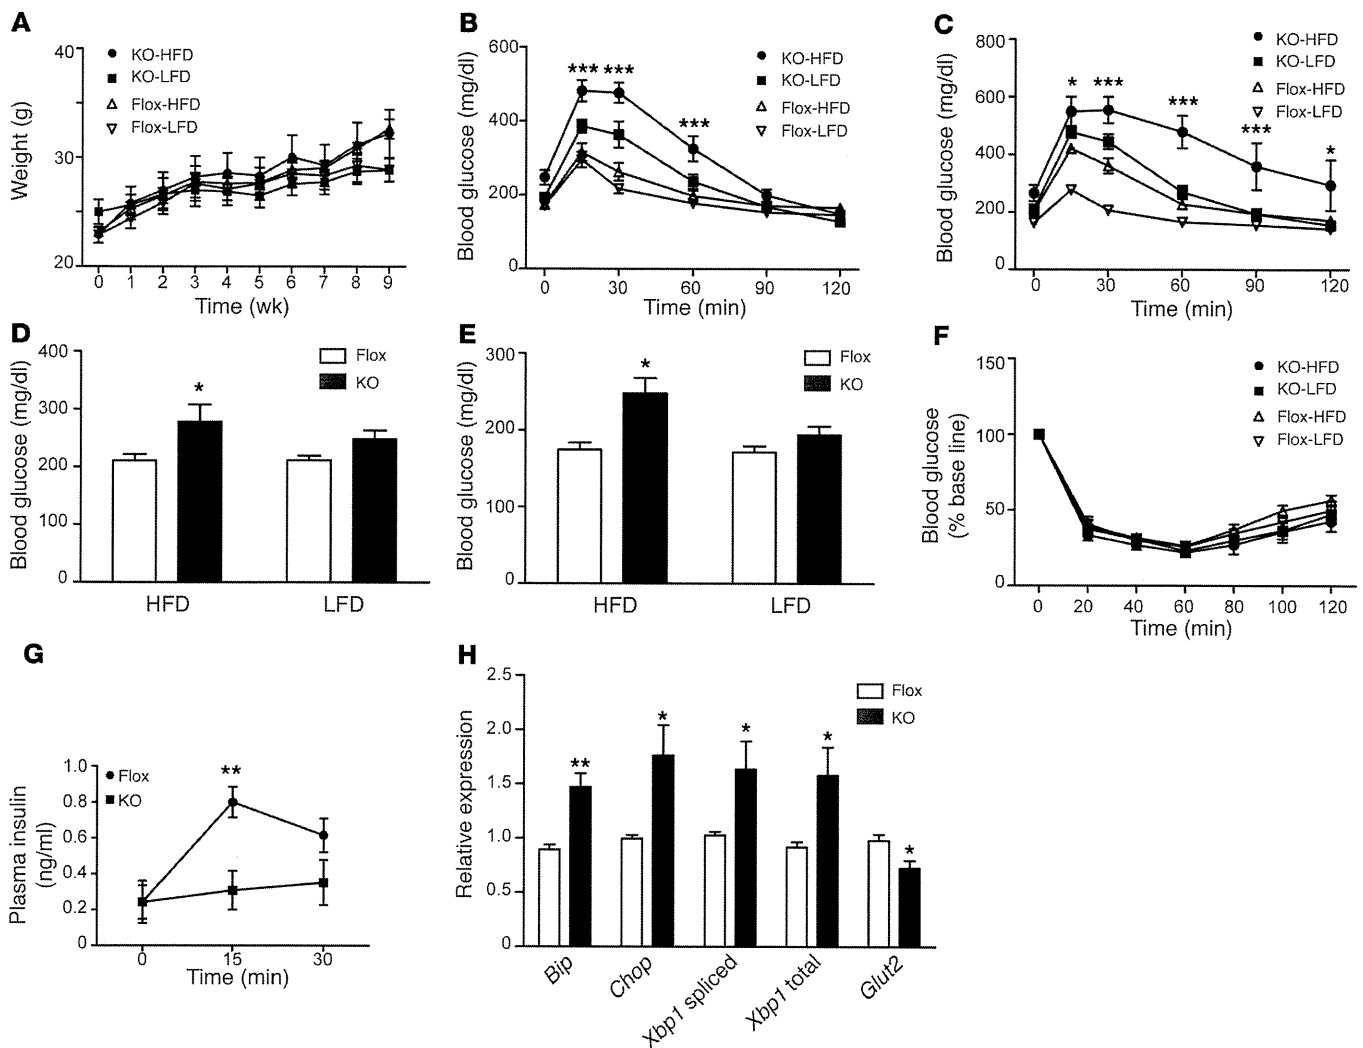 A
Weight (g)
40
30
20
KO-HFD
KO-LFD
Flox-HFD
Flox-LFD
0 1 2 3 4 5 6 7 8 9
Time (wk)
B
Blood glucose (mg/dl)
600
400
200
0
KO-HFD
KO-LFD
Flox-HFD
Flox-LFD
*** ***
***
0 15 30 60 90 120
Time (min)
C
Blood glucose (mg/dl)
800
600
400
200
0
KO-HFD
KO-LFD
Flox-HFD
Flox-LFD
* ***
***
***
*
0 15 30 60 90 120
Time (min)
D
Blood glucose (mg/dl)
400
300
200
100
0
Flox
KO
*
HFD LFD
E
Blood glucose (mg/dl)
300
200
100
0
Flox
KO
*
HFD LFD
F
Blood glucose
(% base line)
150
100
50
0
KO-HFD
KO-LFD
Flox-HFD
Flox-LFD
0 20 40 60 80 100 120
Time (min)
G
Plasma insulin
(ng/ml)
1.0
0.8
0.6
0.4
0.2
0
Flox
KO
**
0 15 30
Time (min)
H
Relative expression
2.5
2.0
1.5
1.0
0.5
0
Flox
KO
** * * * *
Bip
Chop
Xbp1 spliced
Xbp1 total
Glut2